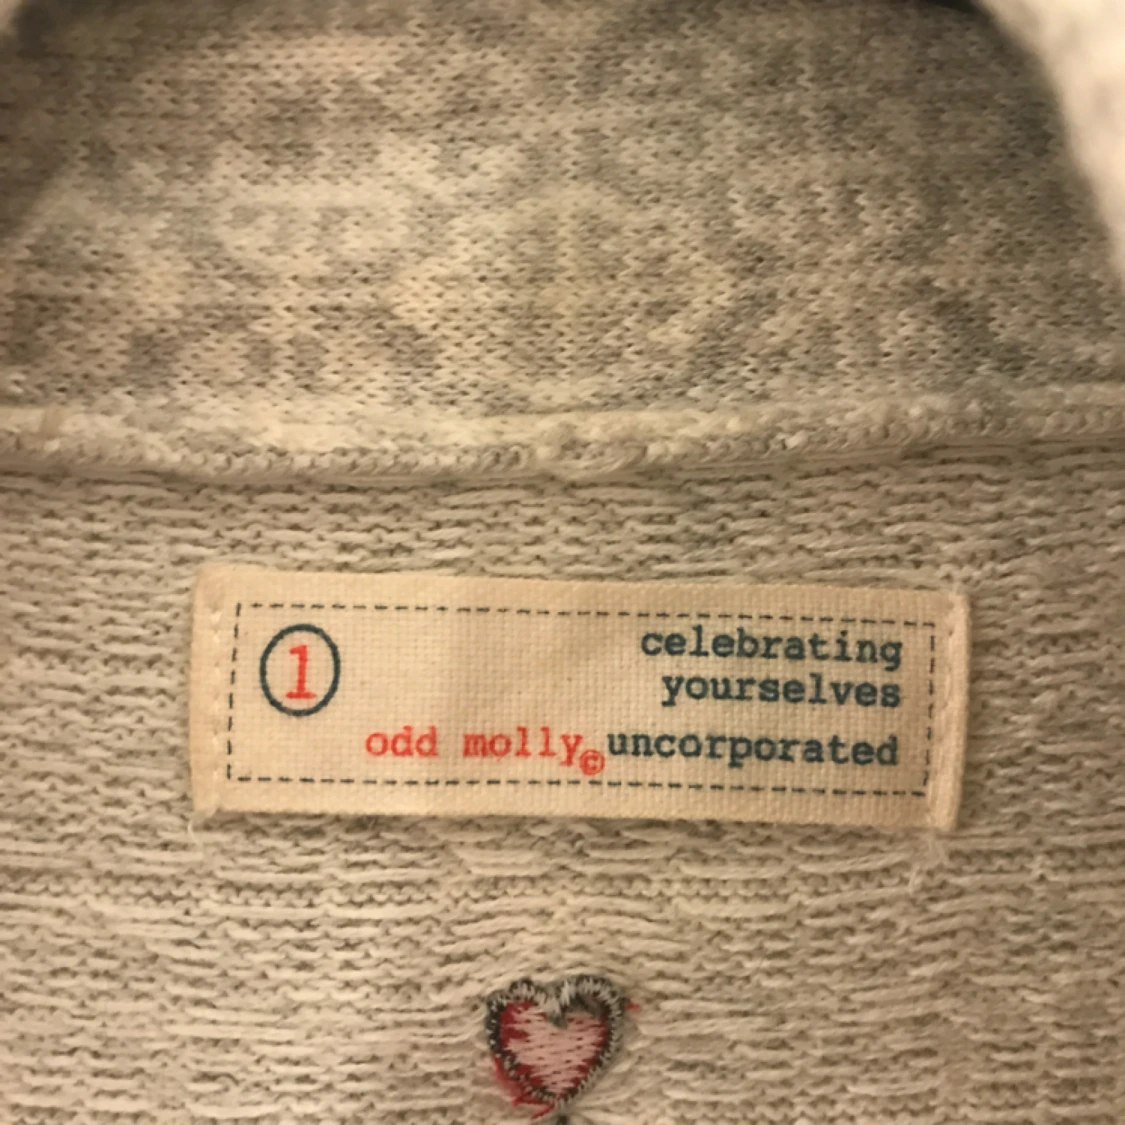 1
celebrating
yourselves
odd molly© uncorporated